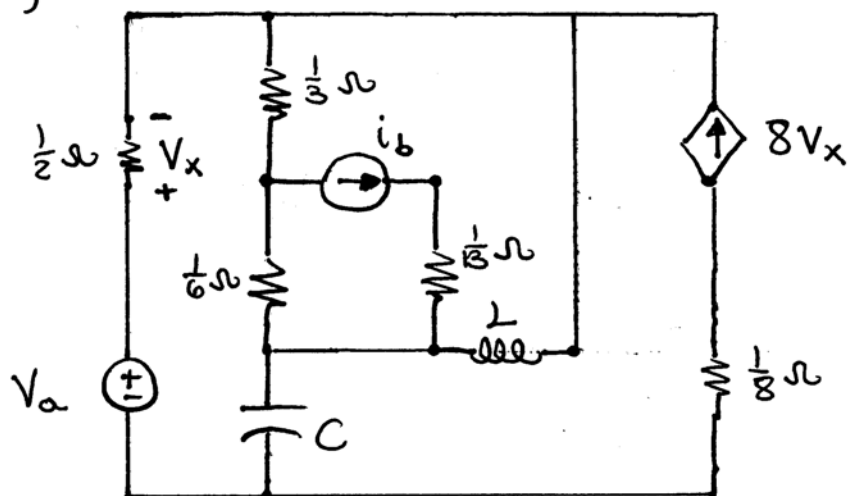 1/3 Ω
i_b
1/2 Ω
-
V_x
+
8V_x
1/6 Ω
1/13 Ω
L
V_a
+
-
1/8 Ω
C